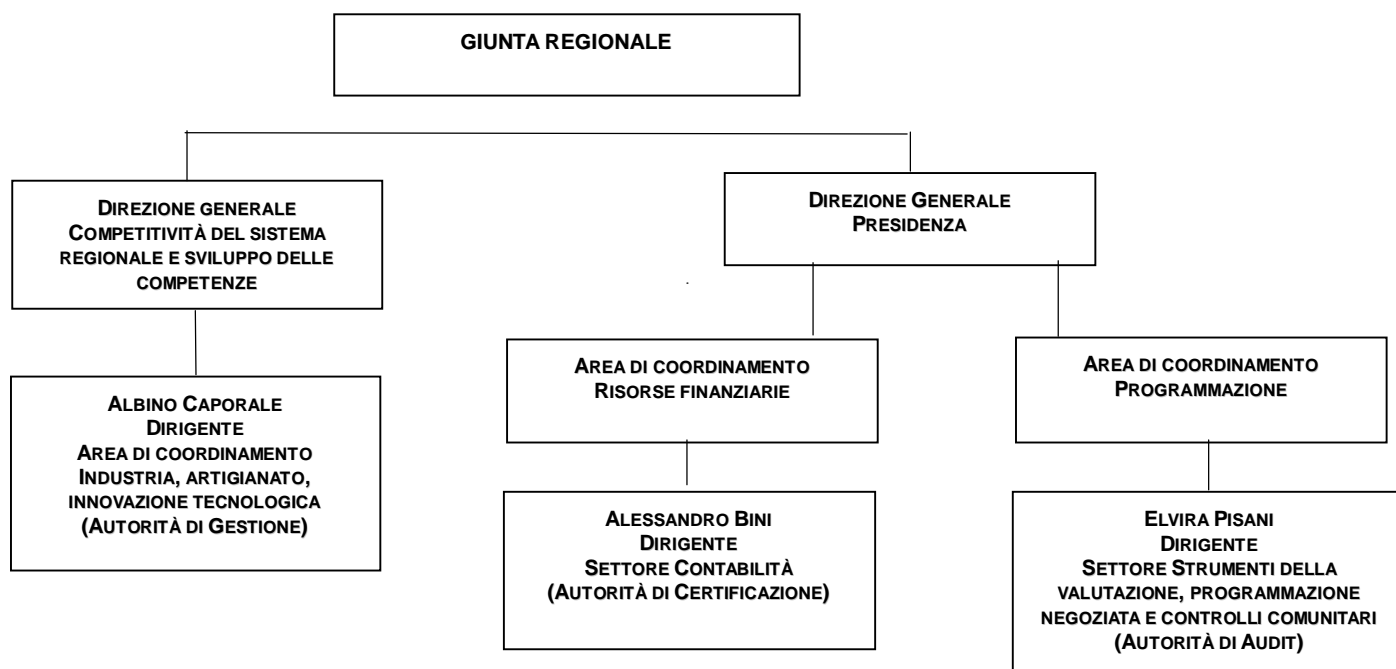 GIUNTA REGIONALE
DIREZIONE GENERALE
COMPETITIVITÀ DEL SISTEMA
REGIONALE E SVILUPPO DELLE
COMPETENZE
DIREZIONE GENERALE
PRESIDENZA
ALBINO CAPORALE
DIRIGENTE
AREA DI COORDINAMENTO
INDUSTRIA, ARTIGIANATO,
INNOVAZIONE TECNOLOGICA
(AUTORITÀ DI GESTIONE)
AREA DI COORDINAMENTO
RISORSE FINANZIARIE
AREA DI COORDINAMENTO
PROGRAMMAZIONE
ALESSANDRO BINI
DIRIGENTE
SETTORE CONTABILITÀ
(AUTORITÀ DI CERTIFICAZIONE)
ELVIRA PISANI
DIRIGENTE
SETTORE STRUMENTI DELLA
VALUTAZIONE, PROGRAMMAZIONE
NEGOZIATA E CONTROLLI COMUNITARI
(AUTORITÀ DI AUDIT)